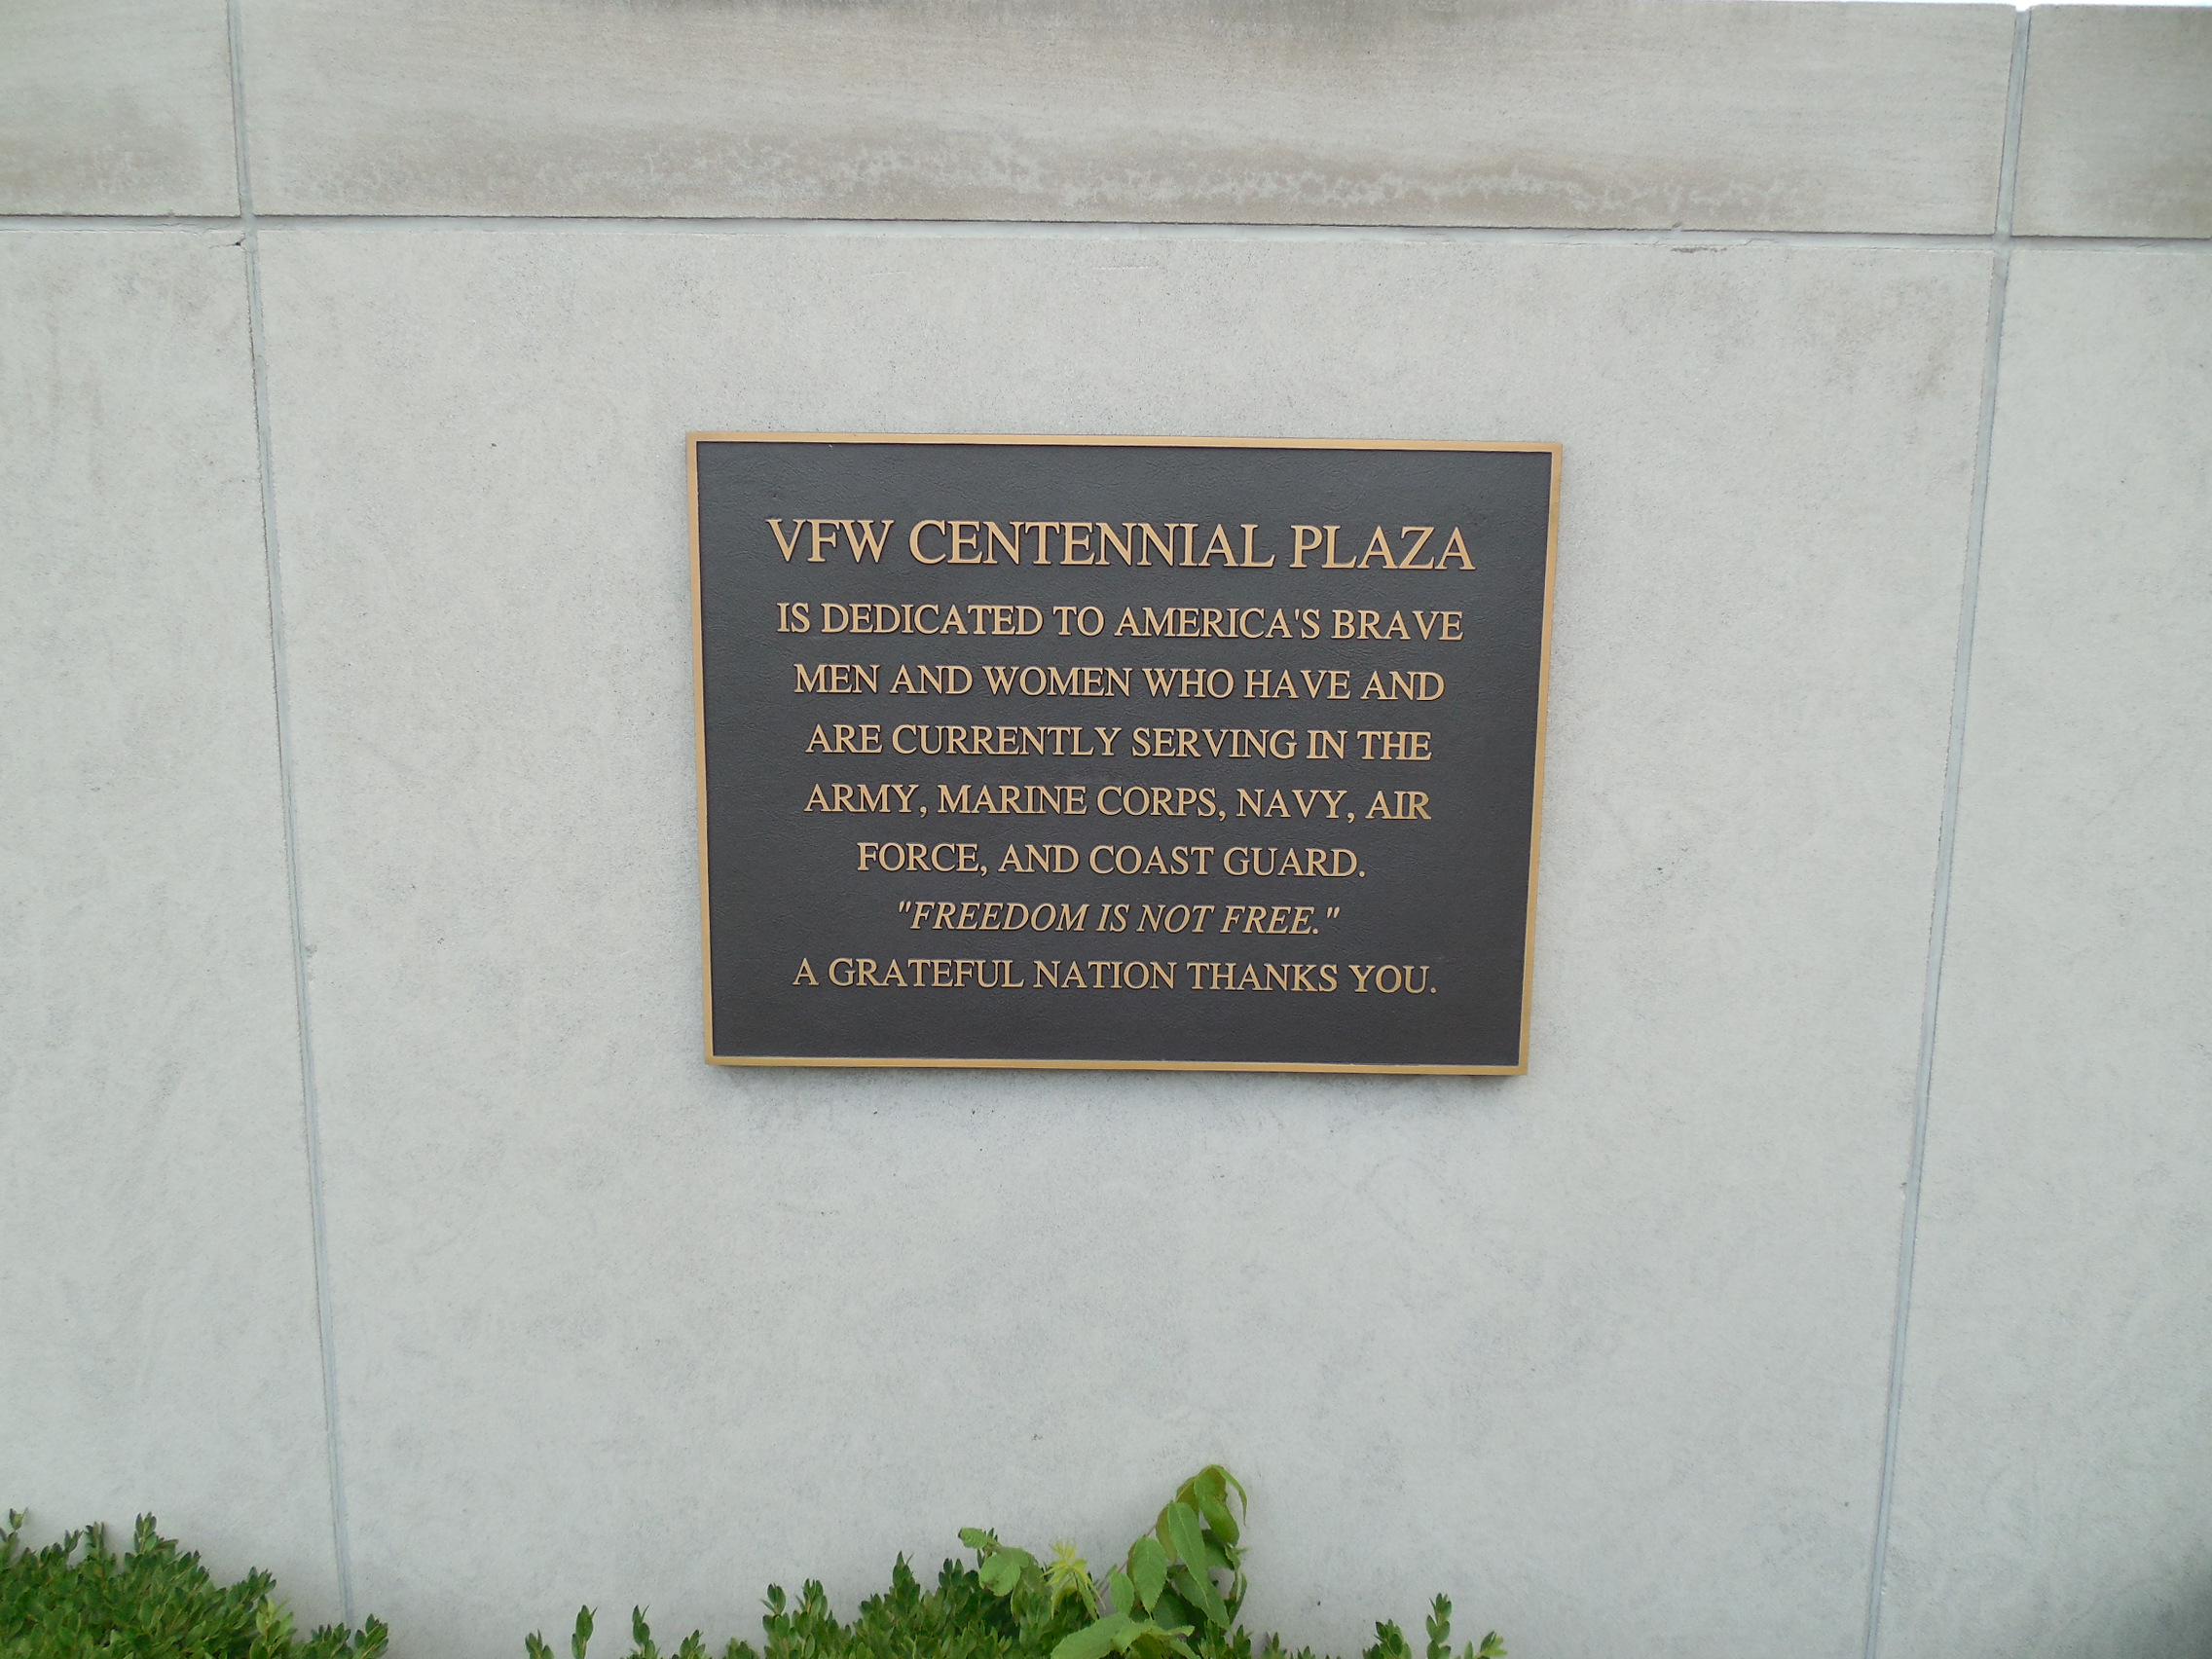 VFW CENTENNIAL PLAZA
IS DEDICATED TO AMERICA'S BRAVE
MEN AND WOMEN WHO HAVE AND
ARE CURRENTLY SERVING IN THE
ARMY, MARINE CORPS, NAVY, AIR
FORCE, AND COAST GUARD.
"FREEDOM IS NOT FREE."
A GRATEFUL NATION THANKS YOU.